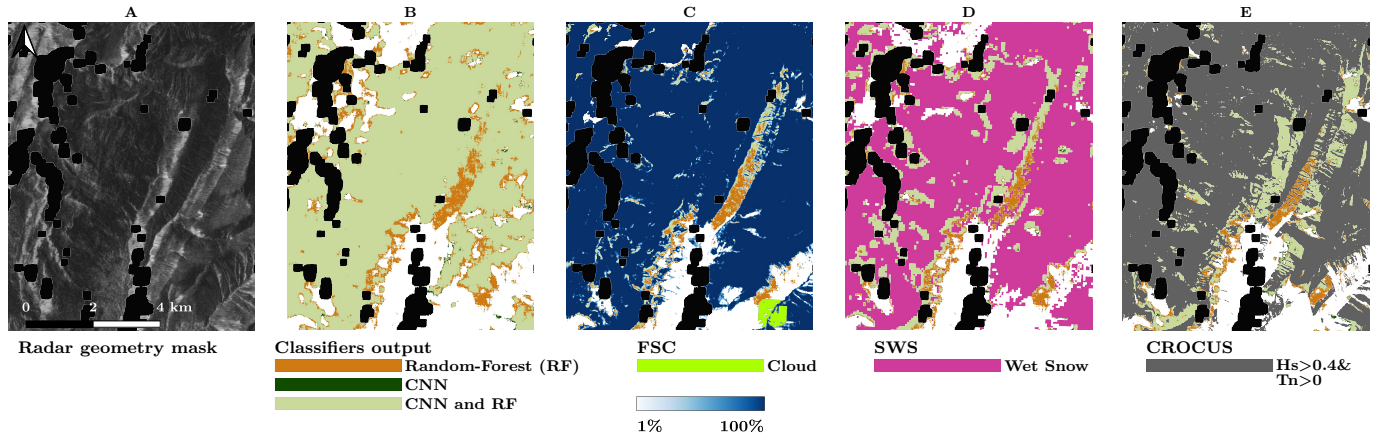 A B C D E
0 2 4 km
Radar geometry mask
Classifiers output
Random-Forest (RF)
CNN
CNN and RF
FSC
Cloud
1% 100%
SWS
Wet Snow
CROCUS
Hs>0.4&
Tn>0